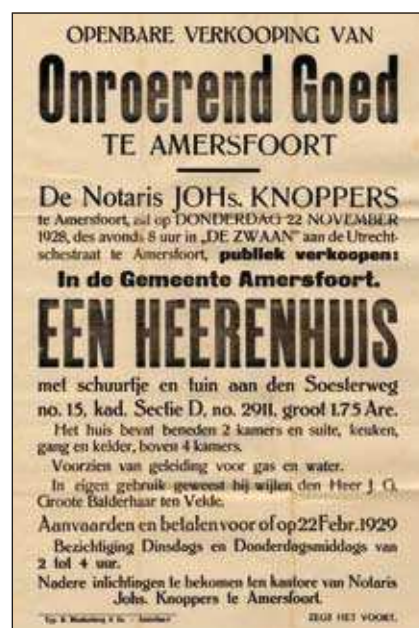 OPENBARE VERKOOPING VAN
Onroerend Goed
TE AMERSFOORT
De Notaris JOHs. KNOPPERS
te Amersfoort, zal op DONDERDAG 22 NOVEMBER
1928, des avonds 8 uur in „DE ZWAAN” aan de Utrecht-
schestraat te Amersfoort, publiek verkoopen:
In de Gemeente Amersfoort.
EEN HEERENHUIS
met schuurtje en tuin aan den Soesterweg
no. 15, kad. Sectie D, no. 2911, groot 1.75 Are.
Het huis bevat beneden 2 kamers en suite, keuken,
gang en kelder, boven 4 kamers.
Voorzien van geleiding voor gas en water.
In eigen gebruik geweest bij wijlen den Heer J. G.
Groote Balderhaar ten Velde.
Aanvaarden en betalen voor of op 22 Febr. 1929
Bezichtiging Dinsdags en Donderdagsmiddags van
2 tot 4 uur.
Nadere inlichtingen te bekomen ten kantore van Notaris
Johs. Knoppers te Amersfoort.
ZEGT HET VOORT.